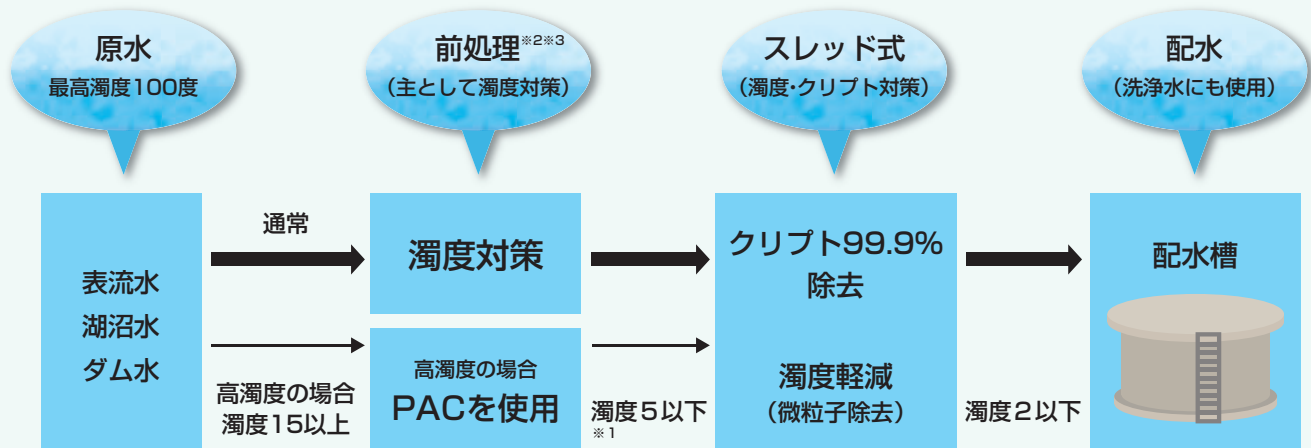 原水
最高濁度100度
前処理※2※3
（主として濁度対策）
スレッド式
（濁度・クリプト対策）
配水
（洗浄水にも使用）
表流水
湖沼水
ダム水
通常
高濁度の場合
濁度15以上
濁度対策
高濁度の場合
PACを使用
濁度5以下
※1
クリプト99.9%
除去
濁度軽減
（微粒子除去）
濁度2以下
配水槽